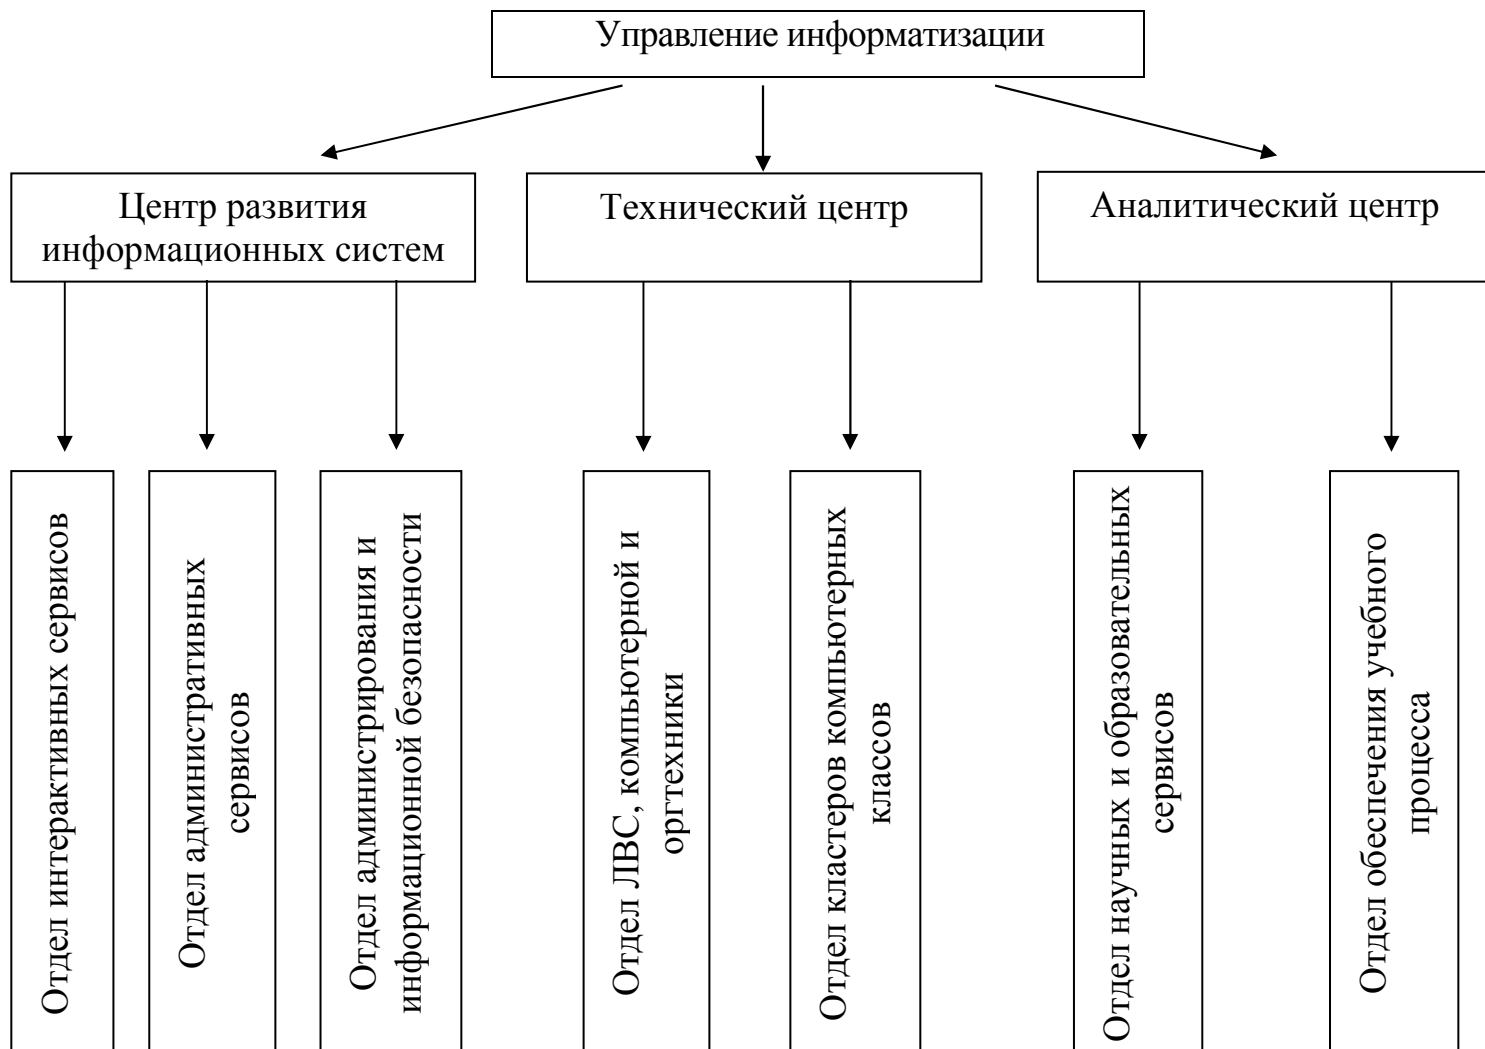 Управление информатизации
Центр развития
информационных систем
Технический центр
Аналитический центр
Отдел интерактивных сервисов
Отдел административных
сервисов
Отдел администрирования и
информационной безопасности
Отдел ЛВС, компьютерной и
оргтехники
Отдел кластеров компьютерных
классов
Отдел научных и образовательных
сервисов
Отдел обеспечения учебного
процесса